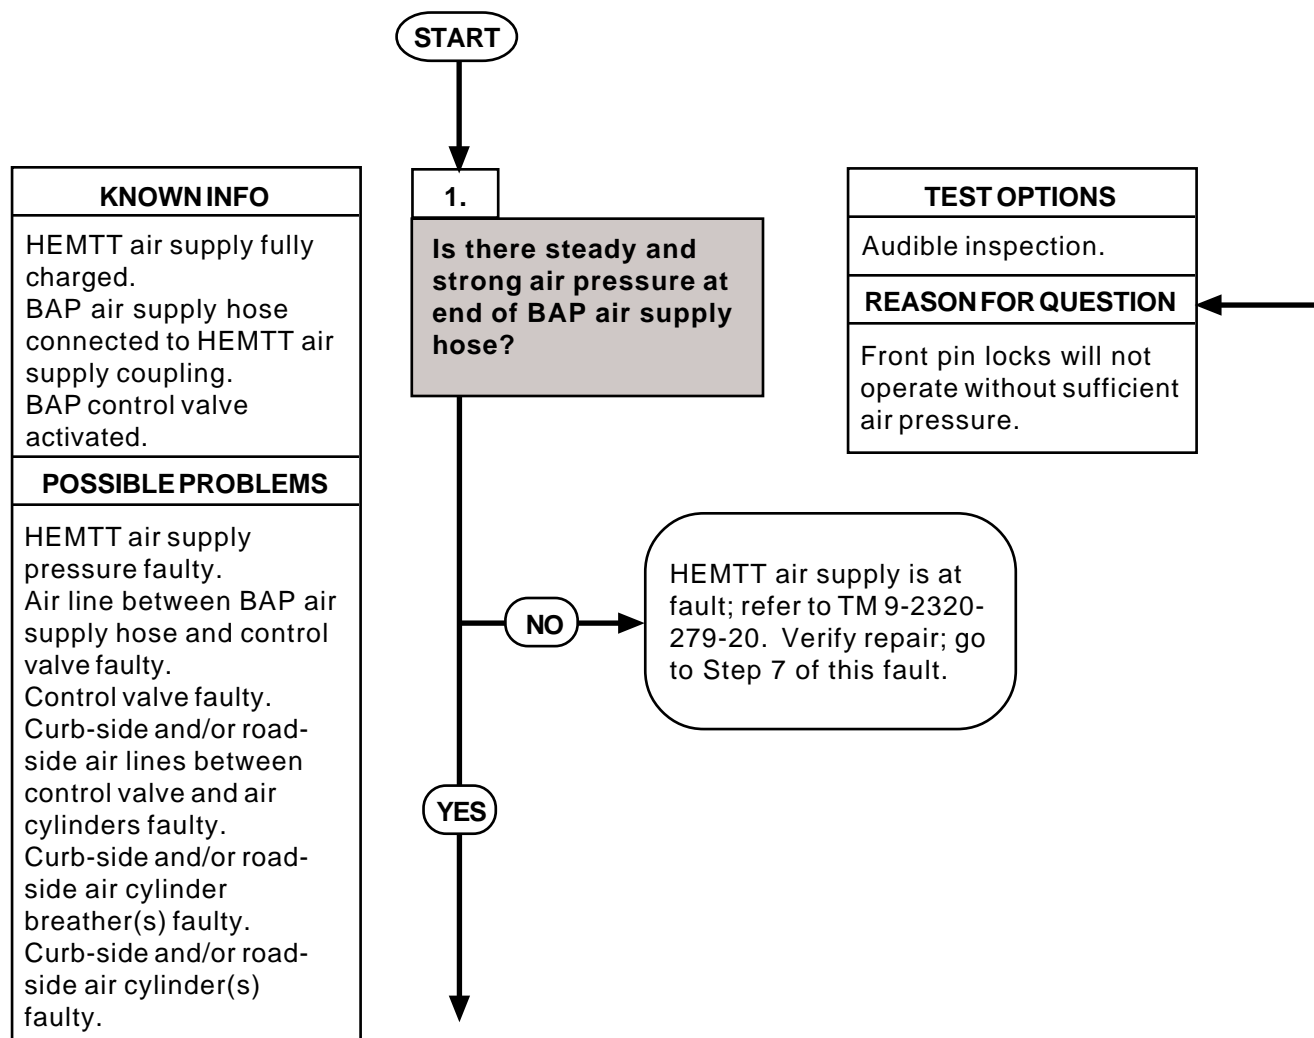 START
KNOWN INFO
HEMTT air supply fully
charged.
BAP air supply hose
connected to HEMTT air
supply coupling.
BAP control valve
activated.
POSSIBLE PROBLEMS
HEMTT air supply
pressure faulty.
Air line between BAP air
supply hose and control
valve faulty.
Control valve faulty.
Curb-side and/or road-
side air lines between
control valve and air
cylinders faulty.
Curb-side and/or road-
side air cylinder
breather(s) faulty.
Curb-side and/or road-
side air cylinder(s)
faulty.
1.
Is there steady and
strong air pressure at
end of BAP air supply
hose?
NO
HEMTT air supply is at
fault; refer to TM 9-2320-
279-20. Verify repair; go
to Step 7 of this fault.
YES
TEST OPTIONS
Audible inspection.
REASON FOR QUESTION
Front pin locks will not
operate without sufficient
air pressure.